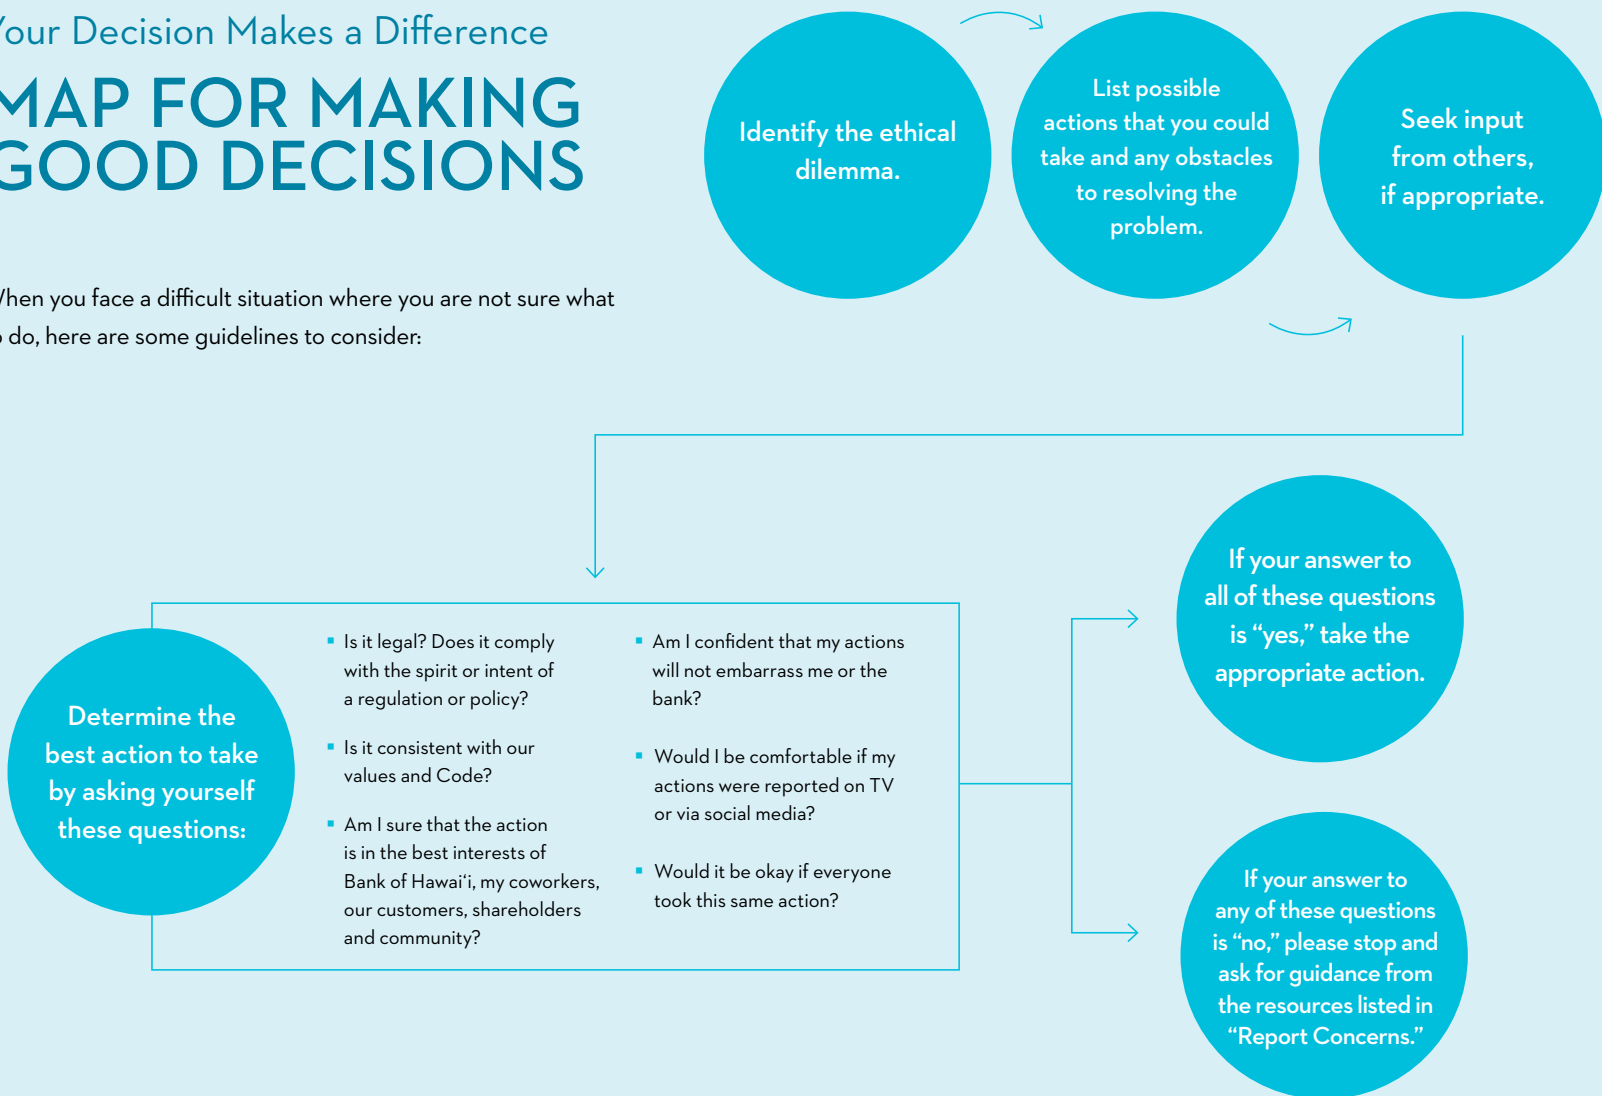 Your Decision Makes a Difference
MAP FOR MAKING
GOOD DECISIONS
When you face a difficult situation where you are not sure what
to do, here are some guidelines to consider:
Identify the ethical
dilemma.
List possible
actions that you could
take and any obstacles
to resolving the
problem.
Seek input
from others,
if appropriate.
Determine the
best action to take
by asking yourself
these questions:
▪ Is it legal? Does it comply
with the spirit or intent of
a regulation or policy?
▪ Is it consistent with our
values and Code?
▪ Am I sure that the action
is in the best interests of
Bank of Hawai‘i, my coworkers,
our customers, shareholders
and community?
▪ Am I confident that my actions
will not embarrass me or the
bank?
▪ Would I be comfortable if my
actions were reported on TV
or via social media?
▪ Would it be okay if everyone
took this same action?
If your answer to
all of these questions
is “yes,” take the
appropriate action.
If your answer to
any of these questions
is “no,” please stop and
ask for guidance from
the resources listed in
“Report Concerns.”